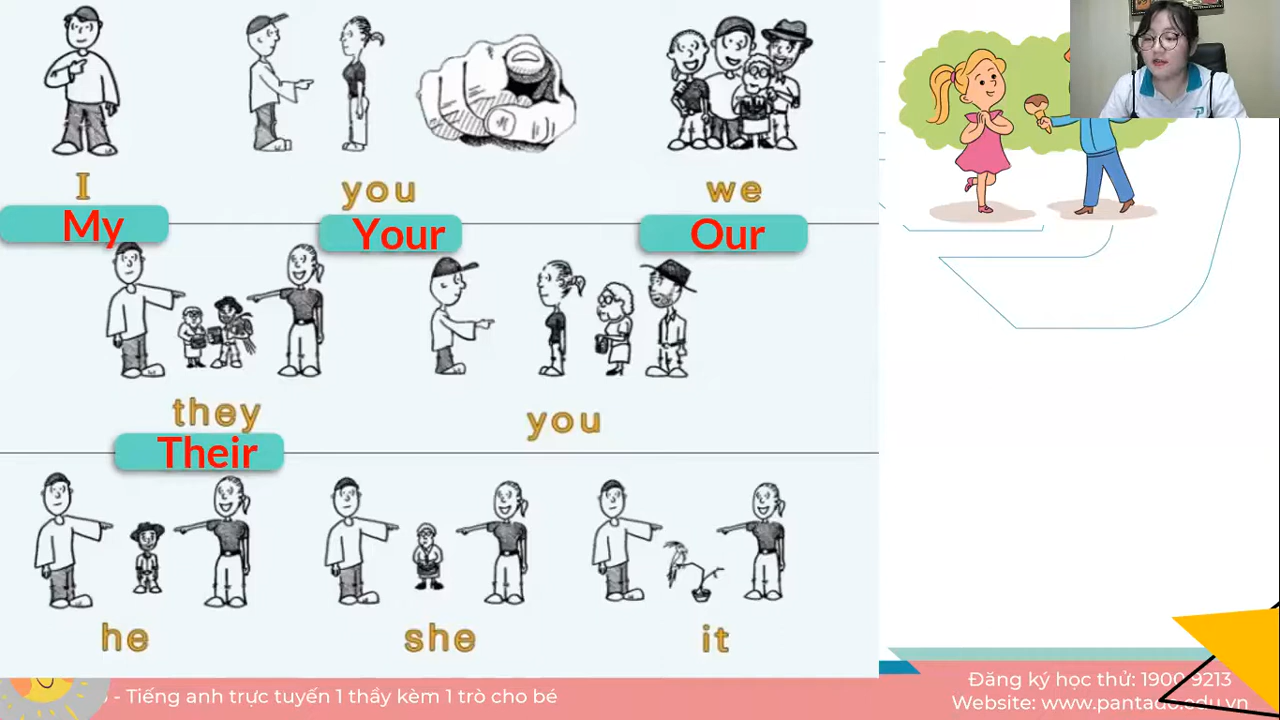 I
you
we
My
Your
Our
they
you
Their
he
she
it
- Tiếng anh trực tuyến 1 thầy kèm 1 trò cho bé
Đăng ký học thử: 1900 9213
Website: www.pantado.edu.vn